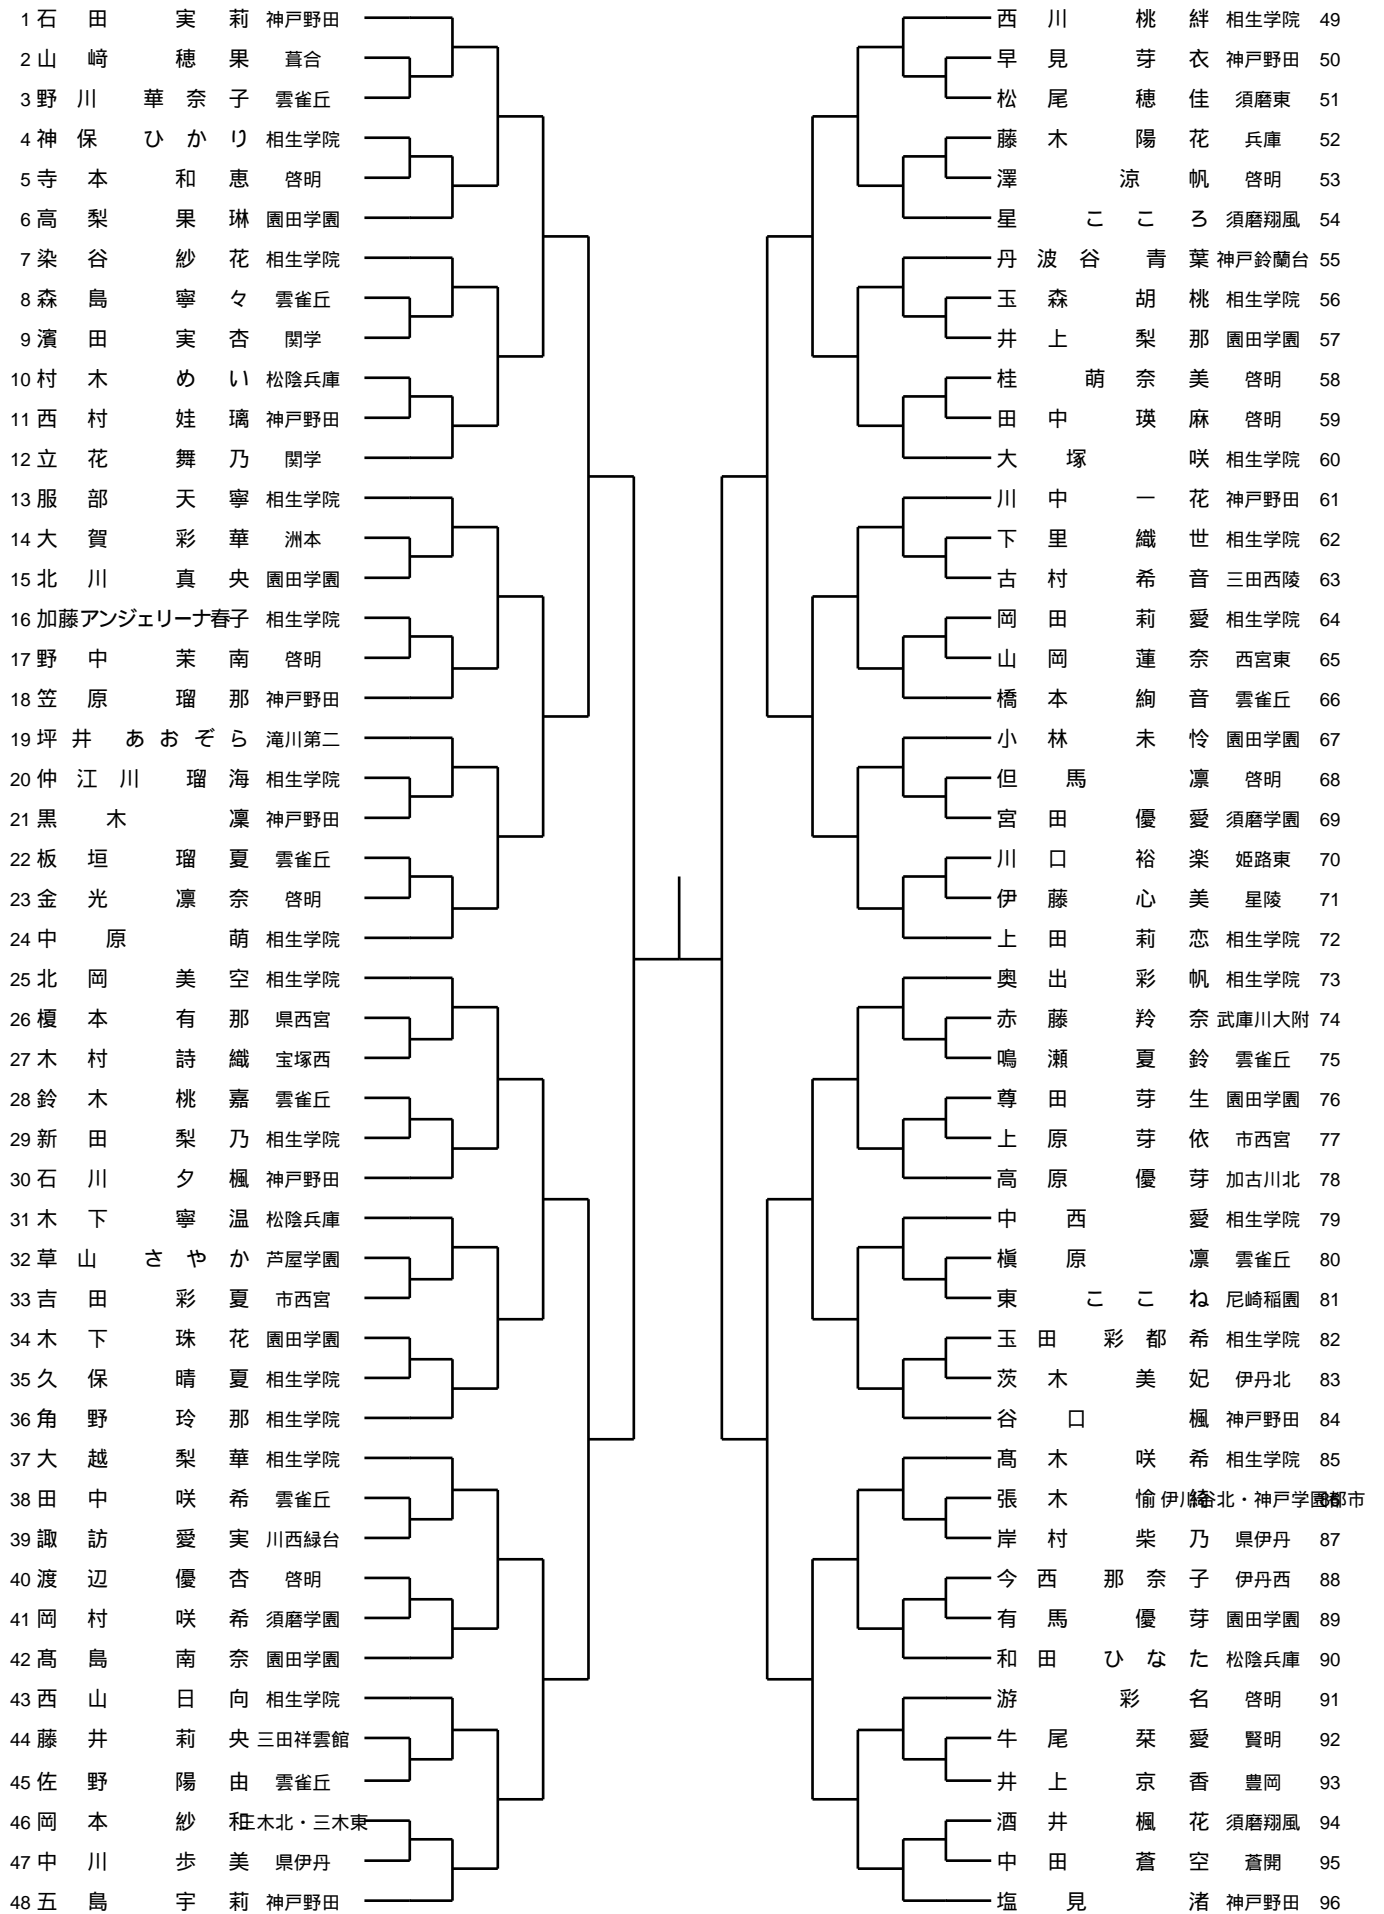 1 石田 実莉 神戸野田
2 山﨑 穂果 葺合
3 野川 華奈子 雲雀丘
4 神保 ひかり 相生学院
5 寺本 和恵 啓明
6 高梨 果琳 園田学園
7 染谷 紗花 相生学院
8 森島 寧々 雲雀丘
9 濱田 実杏 関学
10 村木 めい 松陰兵庫
11 西村 娃璃 神戸野田
12 立花 舞乃 関学
13 服部 天寧 相生学院
14 大賀 彩華 洲本
15 北川 真央 園田学園
16 加藤アンジェリーナ春子 相生学院
17 野中 茉南 啓明
18 笠原 瑠那 神戸野田
19 坪井 あおぞら 滝川第二
20 仲江川 瑠海 相生学院
21 黒木 凜 神戸野田
22 板垣 瑠夏 雲雀丘
23 金光 凛奈 啓明
24 中原 萌 相生学院
25 北岡 美空 相生学院
26 榎本 有那 県西宮
27 木村 詩織 宝塚西
28 鈴木 桃嘉 雲雀丘
29 新田 梨乃 相生学院
30 石川 夕楓 神戸野田
31 木下 寧温 松陰兵庫
32 草山 さやか 芦屋学園
33 吉田 彩夏 市西宮
34 木下 珠花 園田学園
35 久保 晴夏 相生学院
36 角野 玲那 相生学院
37 大越 梨華 相生学院
38 田中 咲希 雲雀丘
39 諏訪 愛実 川西緑台
40 渡辺 優杏 啓明
41 岡村 咲希 須磨学園
42 髙島 南奈 園田学園
43 西山 日向 相生学院
44 藤井 莉央 三田祥雲館
45 佐野 陽由 雲雀丘
46 岡本 紗和 三木北・三木東
47 中川 歩美 県伊丹
48 五島 宇莉 神戸野田
西川 桃絆 相生学院 49
早見 芽衣 神戸野田 50
松尾 穂佳 須磨東 51
藤木 陽花 兵庫 52
澤 涼帆 啓明 53
星 こころ 須磨翔風 54
丹波谷 青葉 神戸鈴蘭台 55
玉森 胡桃 相生学院 56
井上 梨那 園田学園 57
桂 萌奈美 啓明 58
田中 瑛麻 啓明 59
大塚 咲 相生学院 60
川中 一花 神戸野田 61
下里 織世 相生学院 62
古村 希音 三田西陵 63
岡田 莉愛 相生学院 64
山岡 蓮奈 西宮東 65
橋本 絢音 雲雀丘 66
小林 未怜 園田学園 67
但馬 凛 啓明 68
宮田 優愛 須磨学園 69
川口 裕楽 姫路東 70
伊藤 心美 星陵 71
上田 莉恋 相生学院 72
奥出 彩帆 相生学院 73
赤藤 羚奈 武庫川大附 74
鳴瀬 夏鈴 雲雀丘 75
尊田 芽生 園田学園 76
上原 芽依 市西宮 77
高原 優芽 加古川北 78
中西 愛 相生学院 79
槇原 凛 雲雀丘 80
東 ここね 尼崎稲園 81
玉田 彩都希 相生学院 82
茨木 美妃 伊丹北 83
谷口 楓 神戸野田 84
髙木 咲希 相生学院 85
張木 愉綺 伊川谷北・神戸学園都市 86
岸村 柴乃 県伊丹 87
今西 那奈子 伊丹西 88
有馬 優芽 園田学園 89
和田 ひなた 松陰兵庫 90
游 彩名 啓明 91
牛尾 栞愛 賢明 92
井上 京香 豊岡 93
酒井 楓花 須磨翔風 94
中田 蒼空 蒼開 95
塩見 渚 神戸野田 96